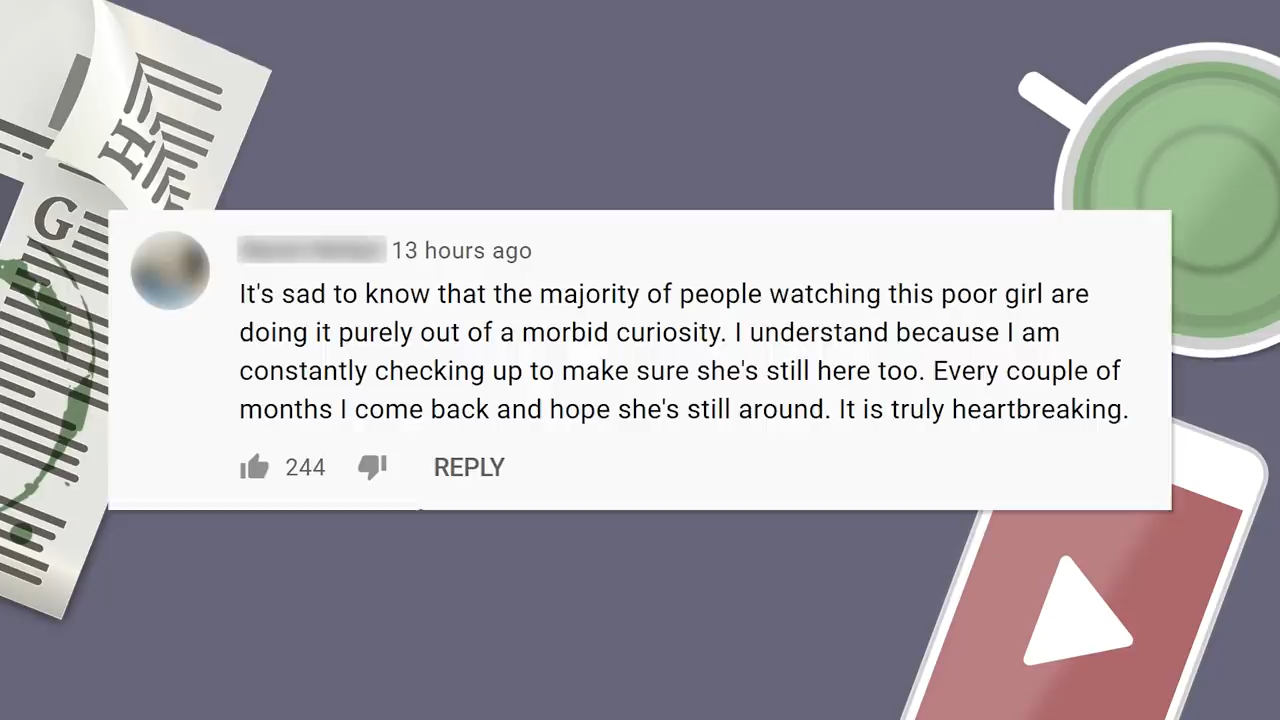 H
G
13 hours ago
It's sad to know that the majority of people watching this poor girl are
doing it purely out of a morbid curiosity. I understand because I am
constantly checking up to make sure she's still here too. Every couple of
months I come back and hope she's still around. It is truly heartbreaking.
244 REPLY